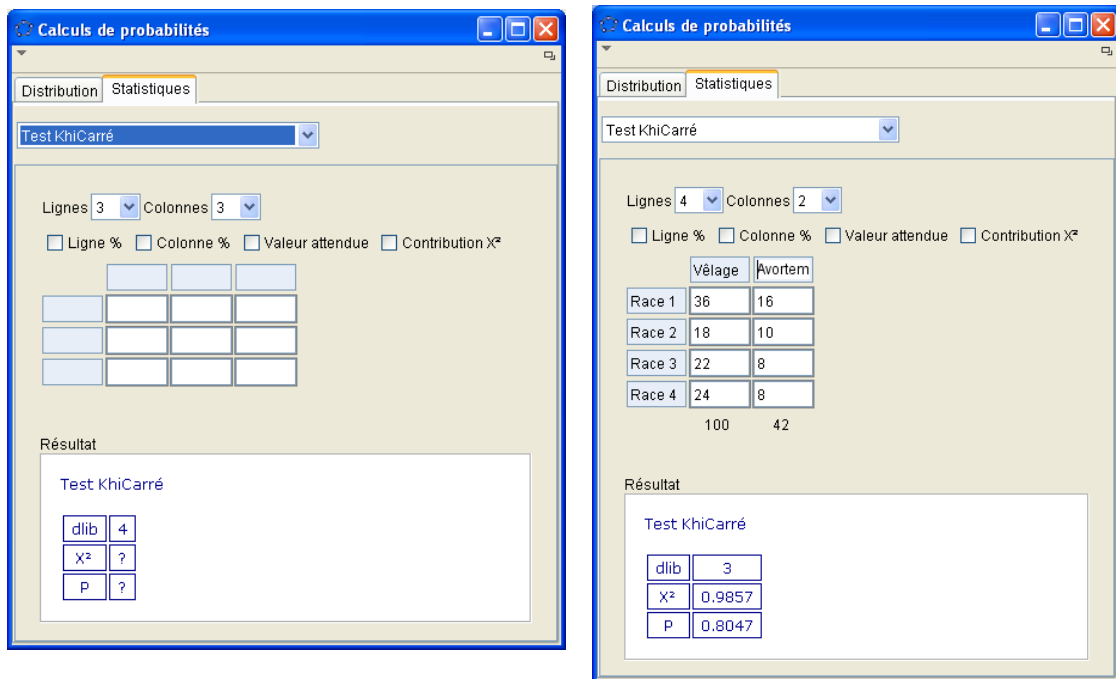 Calculs de probabilités
Distribution Statistiques
Test KhiCarré
Lignes 3 Colonnes 3
Ligne % Colonne % Valeur attendue Contribution X²
Résultat
Test KhiCarré
dlib 4
X² ?
P ?
Calculs de probabilités
Distribution Statistiques
Test KhiCarré
Lignes 4 Colonnes 2
Ligne % Colonne % Valeur attendue Contribution X²
Vêlage Avortem
Race 1 36 16
Race 2 18 10
Race 3 22 8
Race 4 24 8
100 42
Résultat
Test KhiCarré
dlib 3
X² 0.9857
P 0.8047